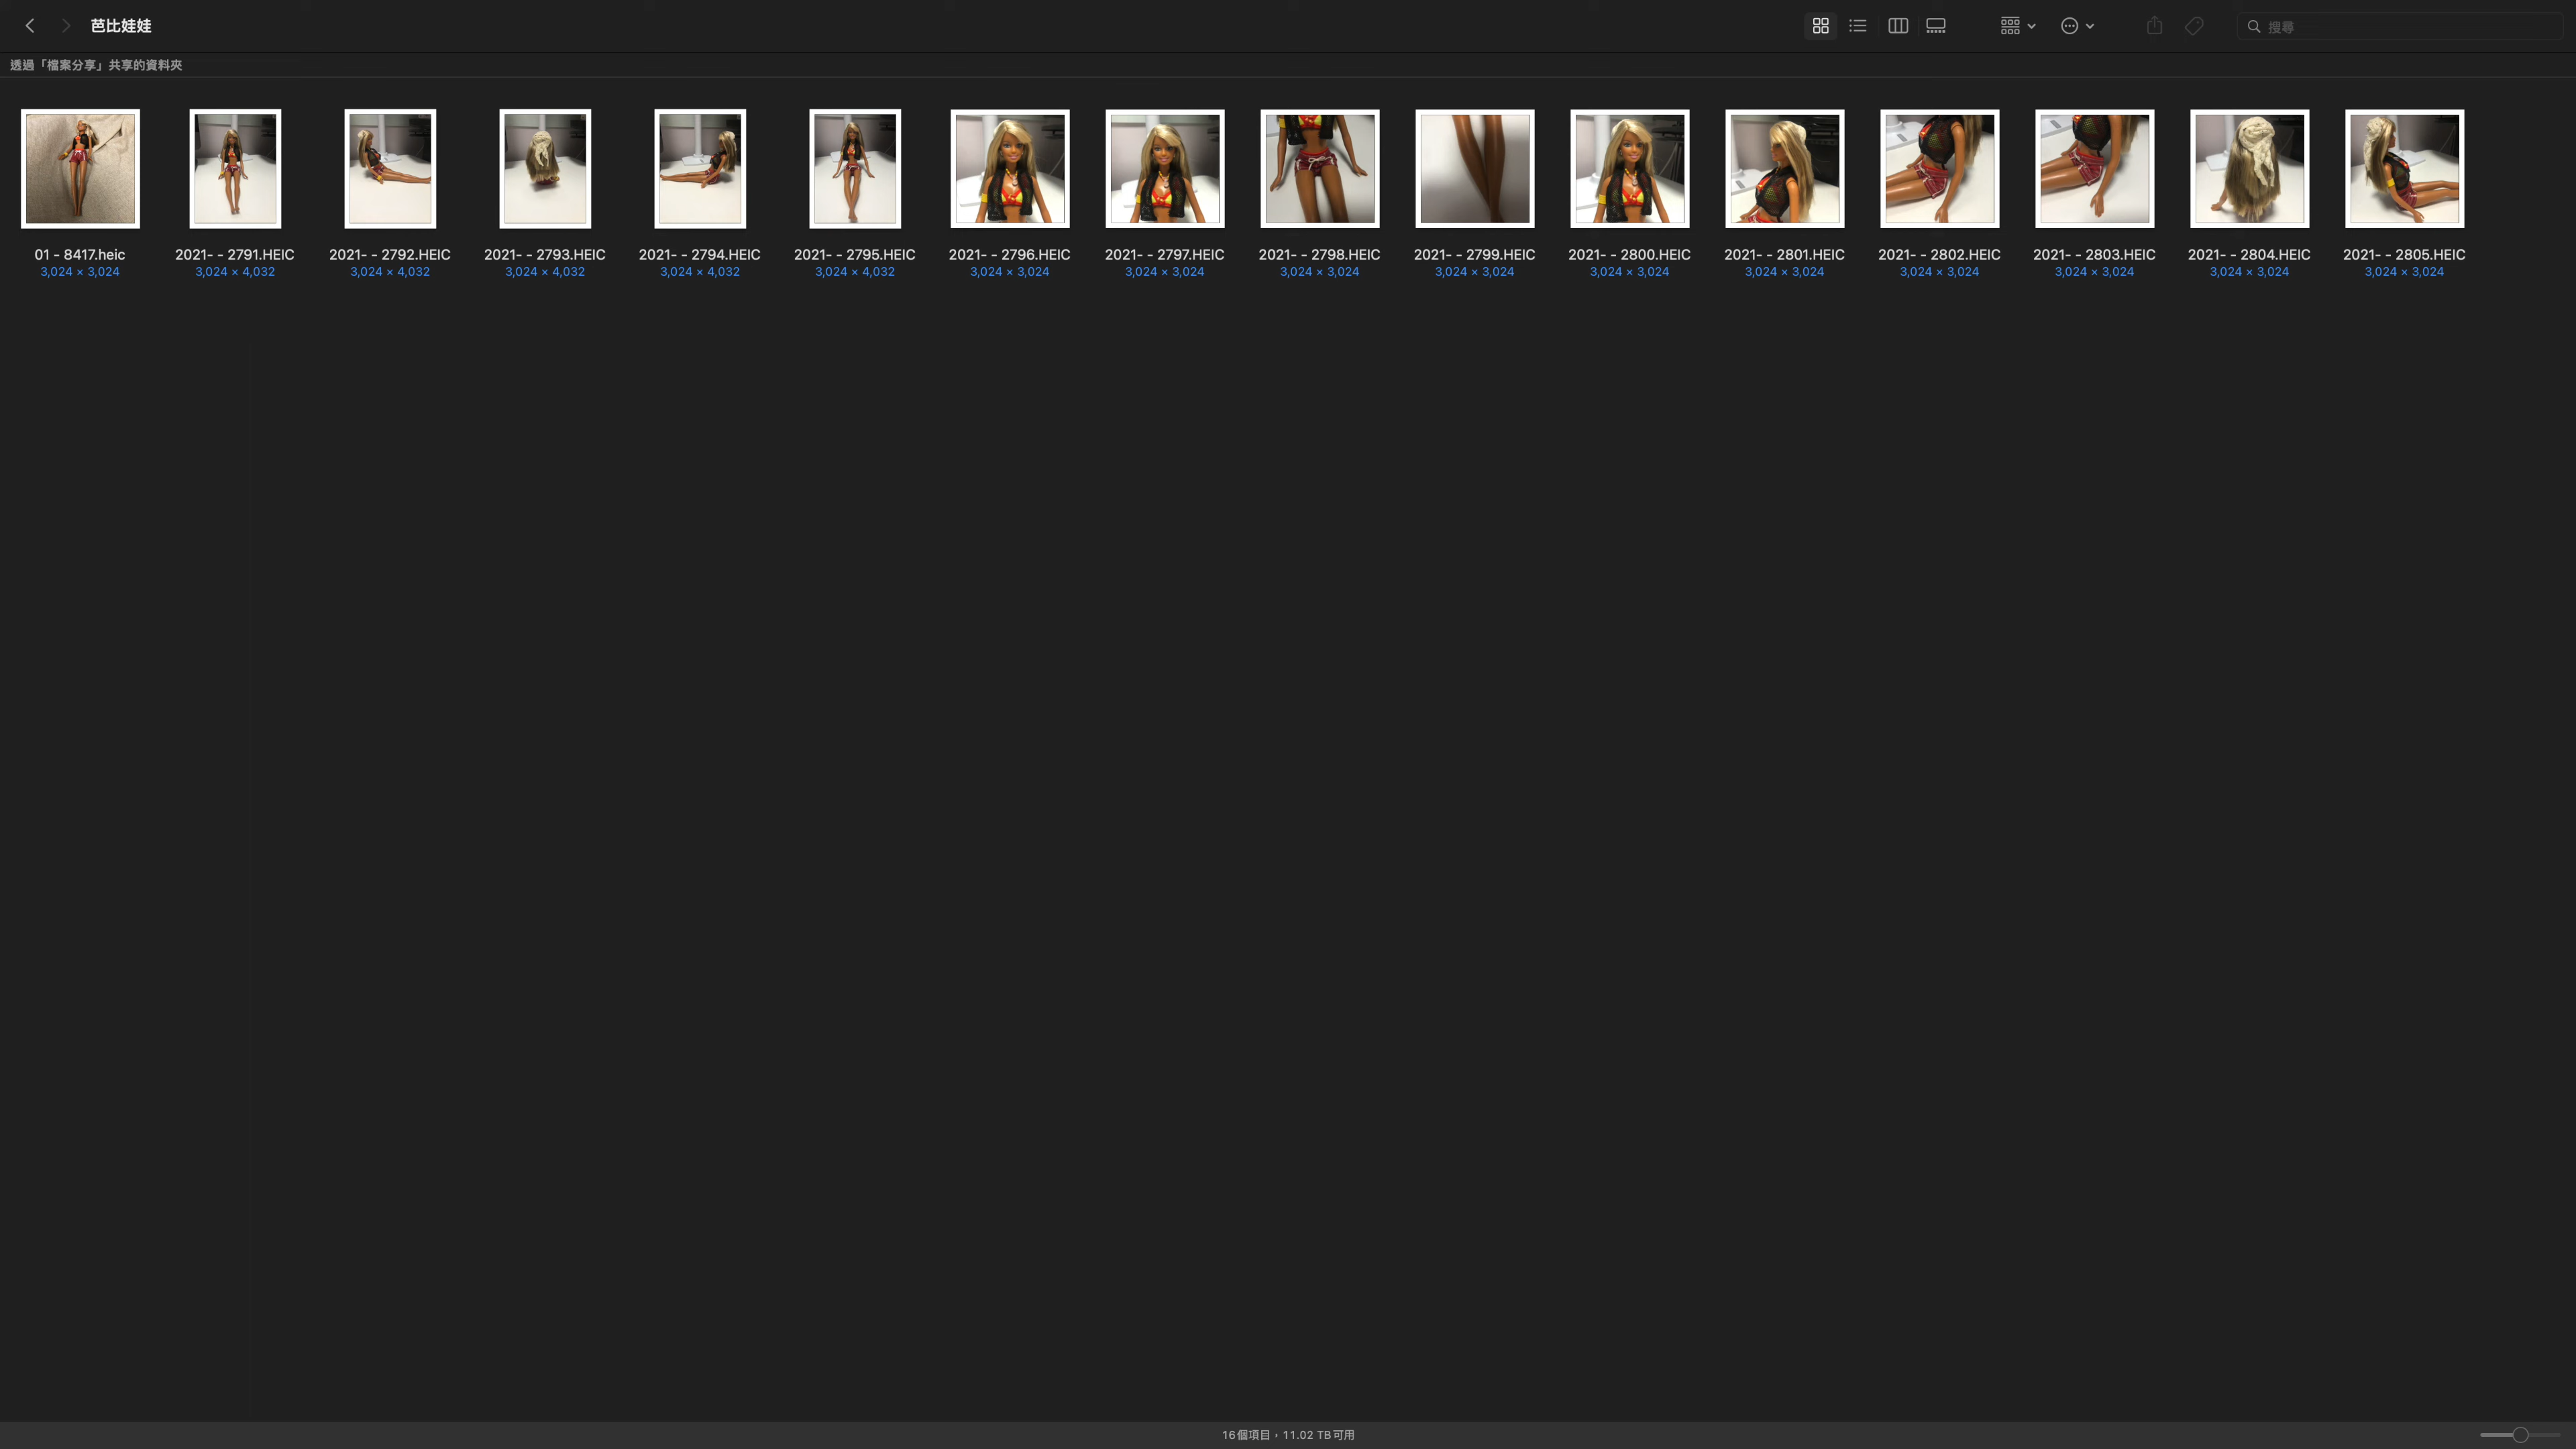 芭比娃娃
搜尋
透過「檔案分享」共享的資料夾
01 - 8417.heic
3,024 × 3,024
2021- - 2791.HEIC
3,024 × 4,032
2021- - 2792.HEIC
3,024 × 4,032
2021- - 2793.HEIC
3,024 × 4,032
2021- - 2794.HEIC
3,024 × 4,032
2021- - 2795.HEIC
3,024 × 4,032
2021- - 2796.HEIC
3,024 × 3,024
2021- - 2797.HEIC
3,024 × 3,024
2021- - 2798.HEIC
3,024 × 3,024
2021- - 2799.HEIC
3,024 × 3,024
2021- - 2800.HEIC
3,024 × 3,024
2021- - 2801.HEIC
3,024 × 3,024
2021- - 2802.HEIC
3,024 × 3,024
2021- - 2803.HEIC
3,024 × 3,024
2021- - 2804.HEIC
3,024 × 3,024
2021- - 2805.HEIC
3,024 × 3,024
16個項目，11.02 TB可用